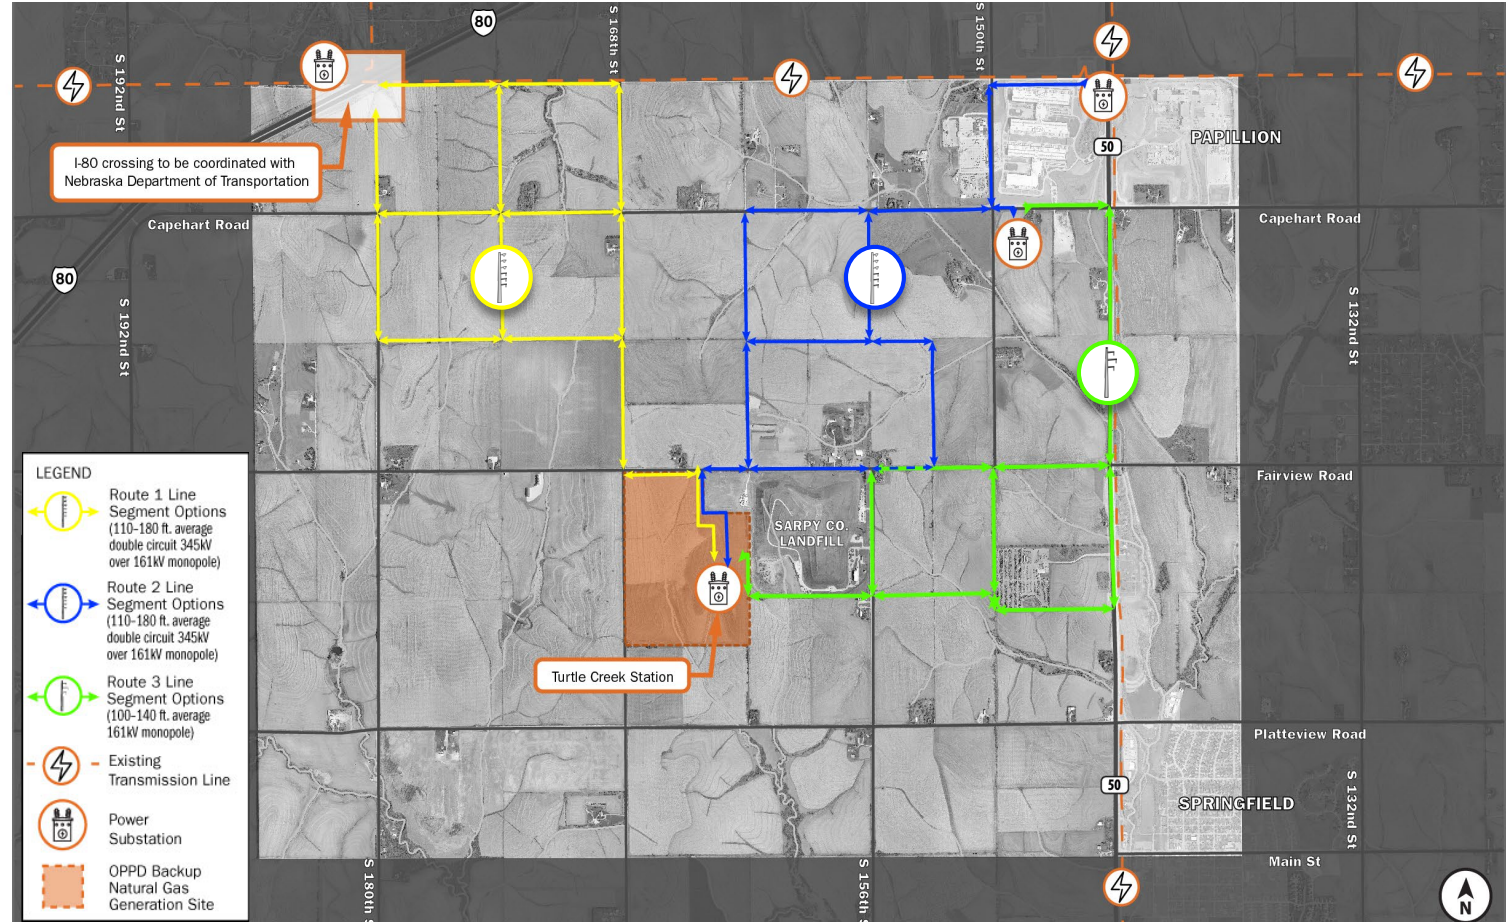 80
S 168th St
S 150th St
S 192nd St
50
PAPILLION
I-80 crossing to be coordinated with
Nebraska Department of Transportation
Capehart Road
Capehart Road
80
S 192nd St
S 132nd St
LEGEND
Route 1 Line
Segment Options
(110–180 ft. average
double circuit 345kV
over 161kV monopole)
Route 2 Line
Segment Options
(110–180 ft. average
double circuit 345kV
over 161kV monopole)
Route 3 Line
Segment Options
(100–140 ft. average
161kV monopole)
Existing
Transmission Line
Power
Substation
OPPD Backup
Natural Gas
Generation Site
Fairview Road
SARPY CO.
LANDFILL
Turtle Creek Station
Platteview Road
50
SPRINGFIELD
S 132nd St
Main St
S 180th S
S 156th S
N